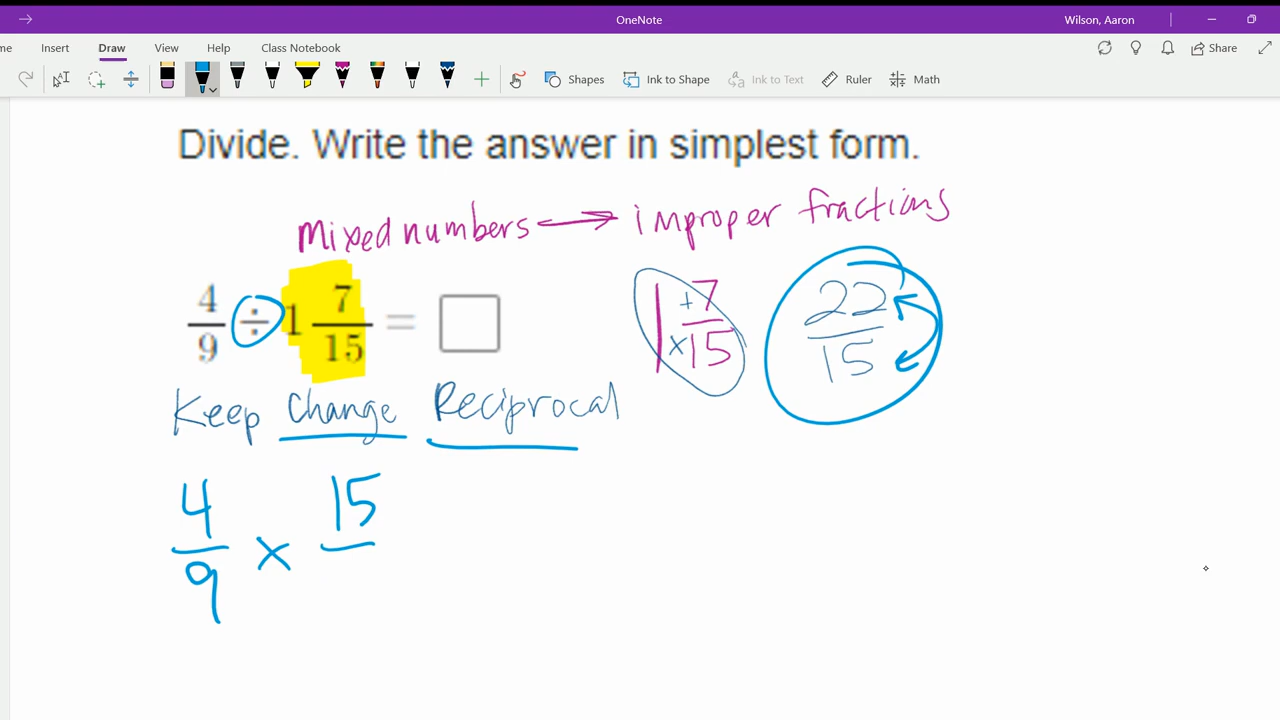 OneNote
Wilson, Aaron
me Insert Draw View Help Class Notebook
Share
Shapes Ink to Shape Ink to Text Ruler Math
Divide. Write the answer in simplest form.
Mixed numbers ⟷ improper fractions
4/9 ÷ 1 7/15 =
1 +7/×15
22/15
Keep Change Reciprocal
4/9 × 15/